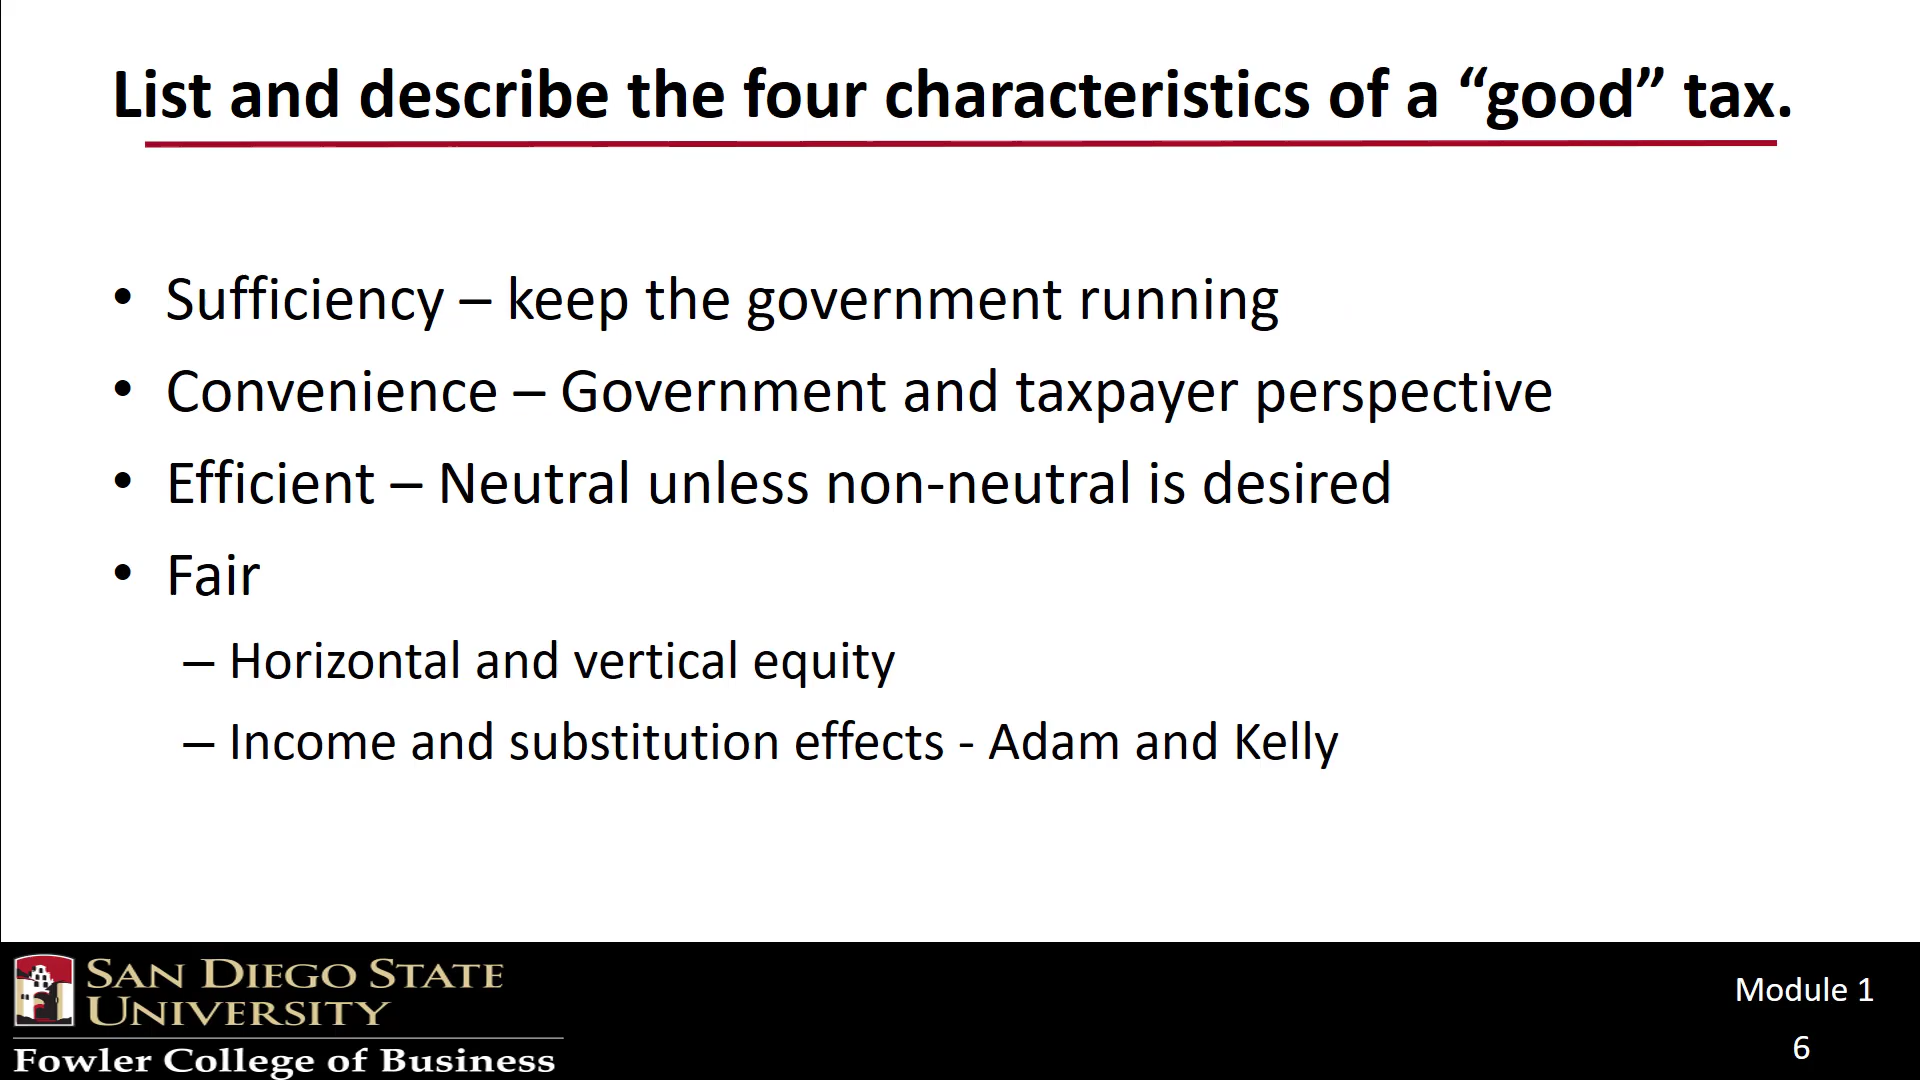 List and describe the four characteristics of a “good” tax.
• Sufficiency – keep the government running
• Convenience – Government and taxpayer perspective
• Efficient – Neutral unless non-neutral is desired
• Fair
– Horizontal and vertical equity
– Income and substitution effects - Adam and Kelly
SAN DIEGO STATE
UNIVERSITY
Fowler College of Business
Module 1
6